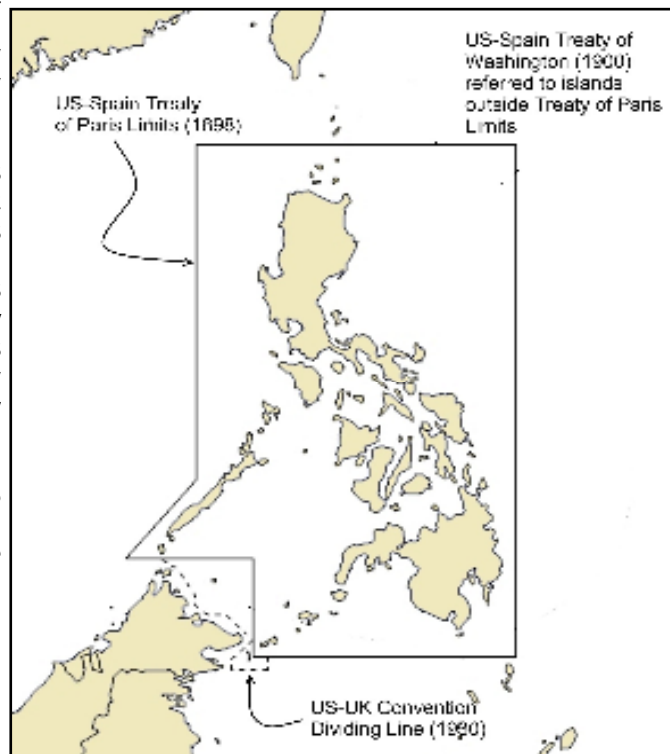 US-Spain Treaty of
Washington (1900)
referred to islands
outside Treaty of Paris
Limits
US-Spain Treaty
of Paris Limits (1898)
US-UK Convention
Dividing Line (1930)